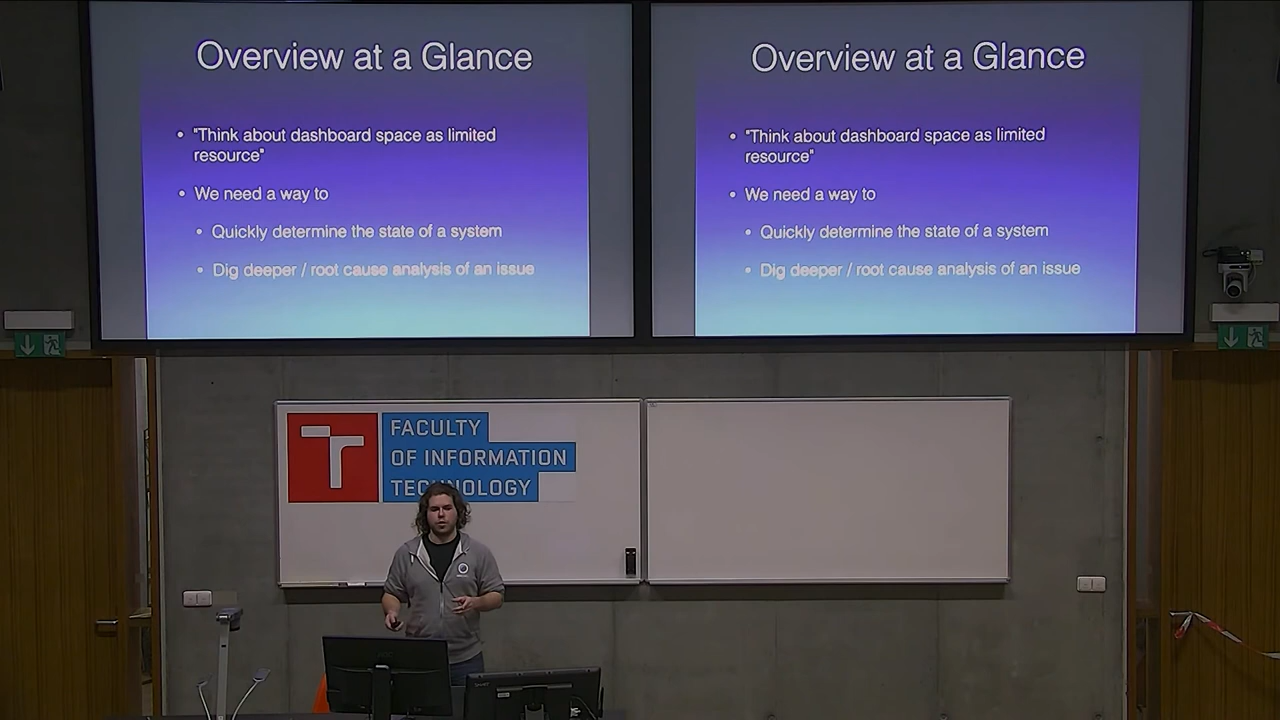 Overview at a Glance
• "Think about dashboard space as limited
resource"
• We need a way to
• Quickly determine the state of a system
• Dig deeper / root cause analysis of an issue
Overview at a Glance
• "Think about dashboard space as limited
resource"
• We need a way to
• Quickly determine the state of a system
• Dig deeper / root cause analysis of an issue
T FACULTY
OF INFORMATION
TECHNOLOGY